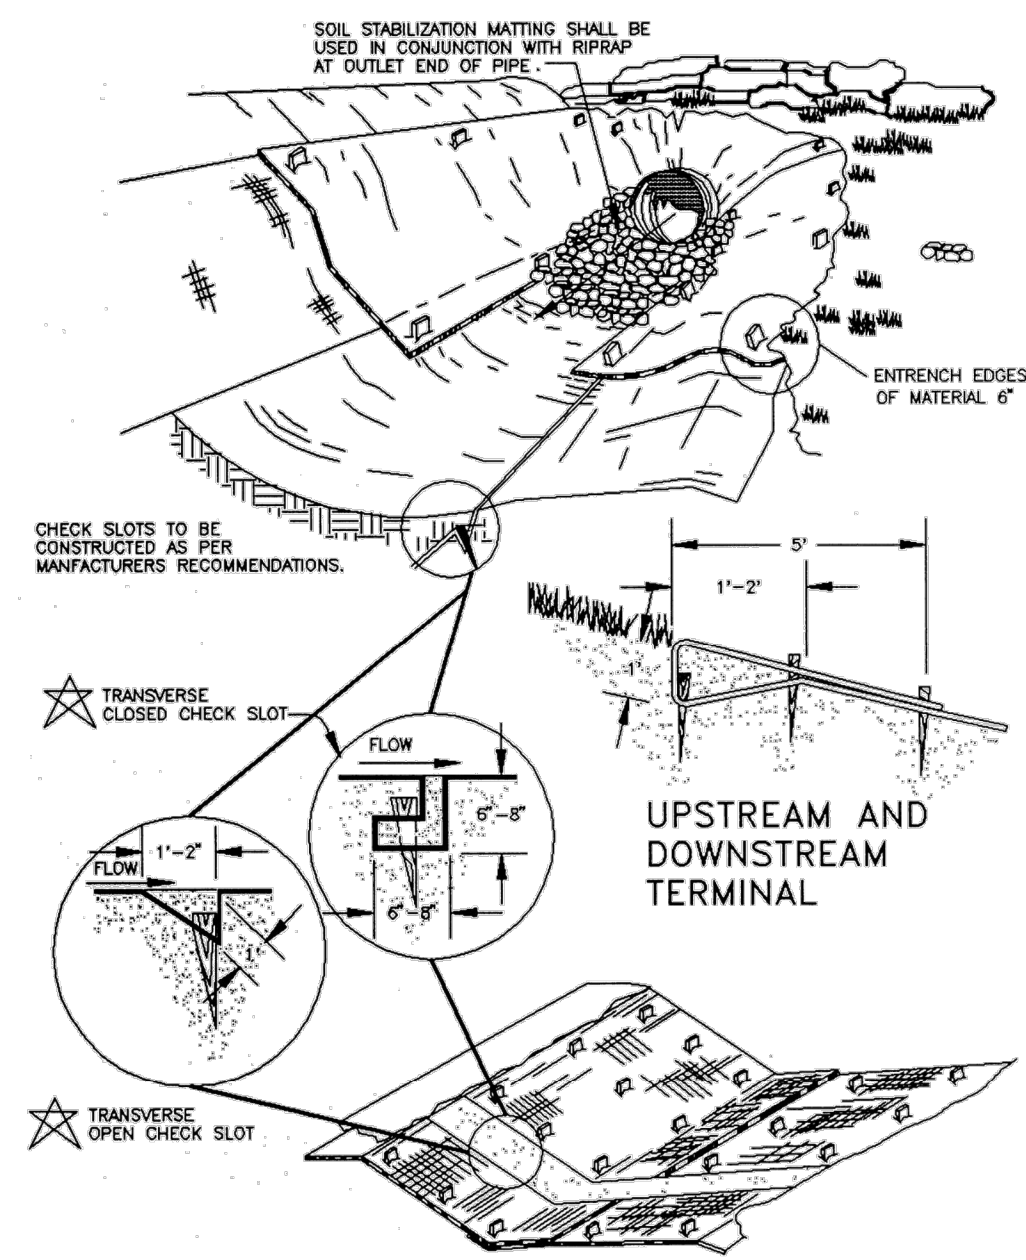 SOIL STABILIZATION MATTING SHALL BE
USED IN CONJUNCTION WITH RIPRAP
AT OUTLET END OF PIPE.
ENTRENCH EDGES
OF MATERIAL 6"
CHECK SLOTS TO BE
CONSTRUCTED AS PER
MANFACTURERS RECOMMENDATIONS.
5'
1'-2'
1'
TRANSVERSE
CLOSED CHECK SLOT
FLOW
6"-8"
6"-8"
UPSTREAM AND
DOWNSTREAM
TERMINAL
1'-2"
FLOW
1'
TRANSVERSE
OPEN CHECK SLOT